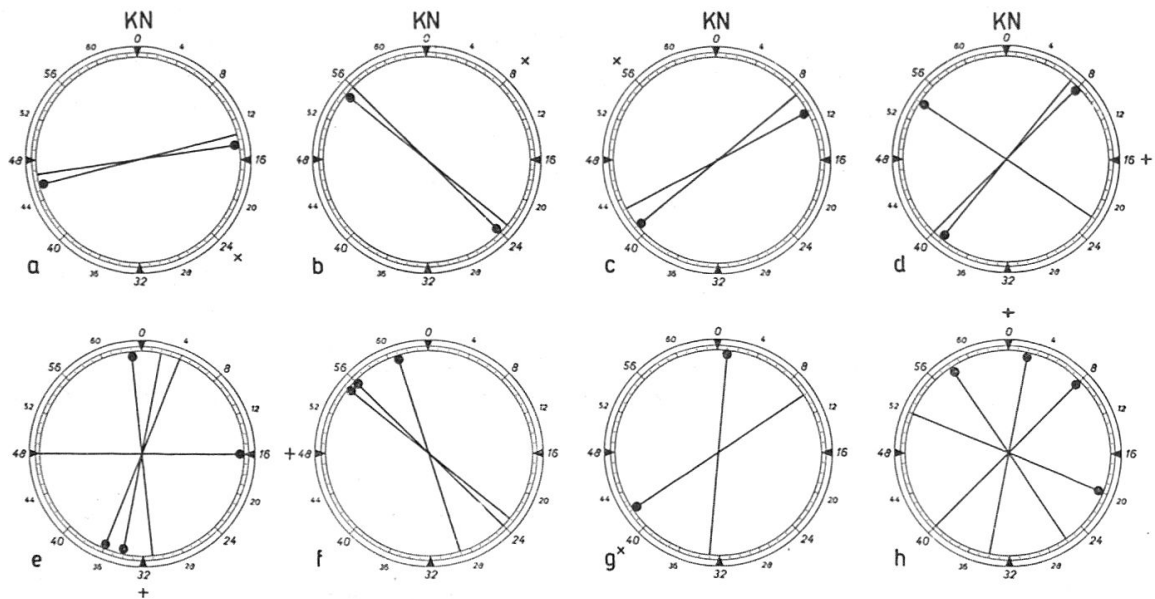 KN KN KN KN
0 0 0 0
60 4 60 4 60 4 60 4
56 8 56 8 × × 56 8 56 8
52 12 52 12 52 12 52 12
48 16 48 16 48 16 48 16 +
44 20 44 20 44 20 44 20
40 24 × 40 24 40 24 40 24
a b c d
36 28 36 28 36 28 36 28
32 32 32 32
+
0 0 0 0
60 4 60 4 60 4 60 4
56 8 56 8 56 8 56 8
52 12 52 12 52 12 52 12
48 16 + 48 16 48 16 48 16
44 20 44 20 44 20 44 20
40 24 40 24 40 24 40 24
e f g × h
36 28 36 28 36 28 36 28
32 32 32 32
+